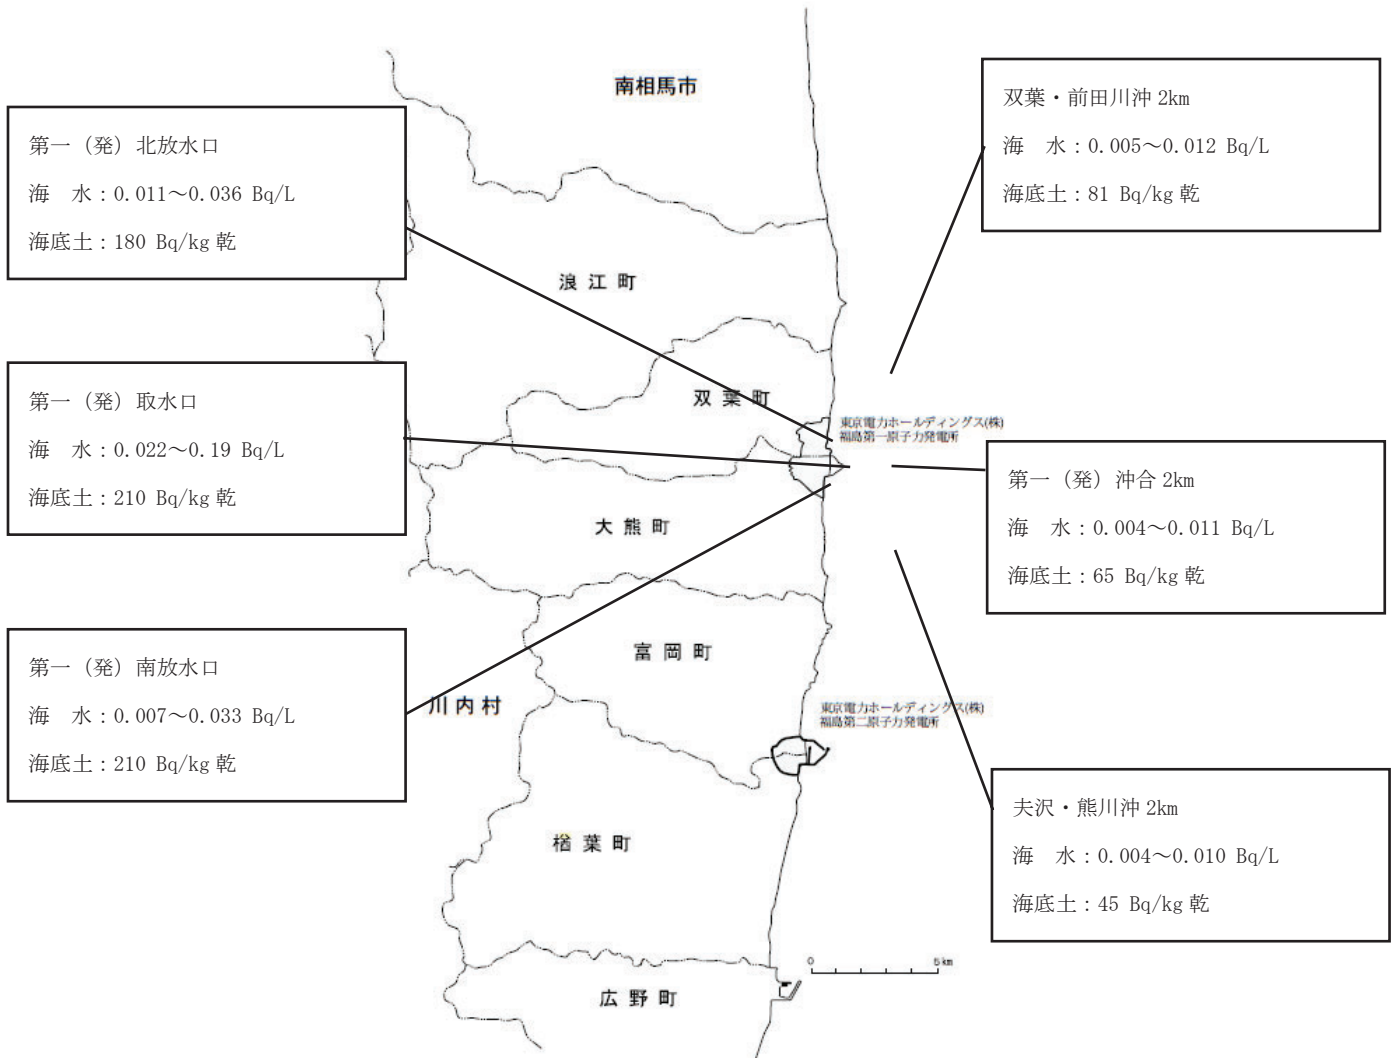 南相馬市
双葉・前田川沖 2km
海　水：0.005～0.012 Bq/L
海底土：81 Bq/kg 乾
第一（発）北放水口
海　水：0.011～0.036 Bq/L
海底土：180 Bq/kg 乾
浪 江 町
第一（発）取水口
海　水：0.022～0.19 Bq/L
海底土：210 Bq/kg 乾
双 葉 町
東京電力ホールディングス(株)
福島第一原子力発電所
第一（発）沖合 2km
海　水：0.004～0.011 Bq/L
海底土：65 Bq/kg 乾
大 熊 町
第一（発）南放水口
海　水：0.007～0.033 Bq/L
海底土：210 Bq/kg 乾
富 岡 町
川 内 村
東京電力ホールディングス(株)
福島第二原子力発電所
夫沢・熊川沖 2km
海　水：0.004～0.010 Bq/L
海底土：45 Bq/kg 乾
楢 葉 町
0 5km
広 野 町